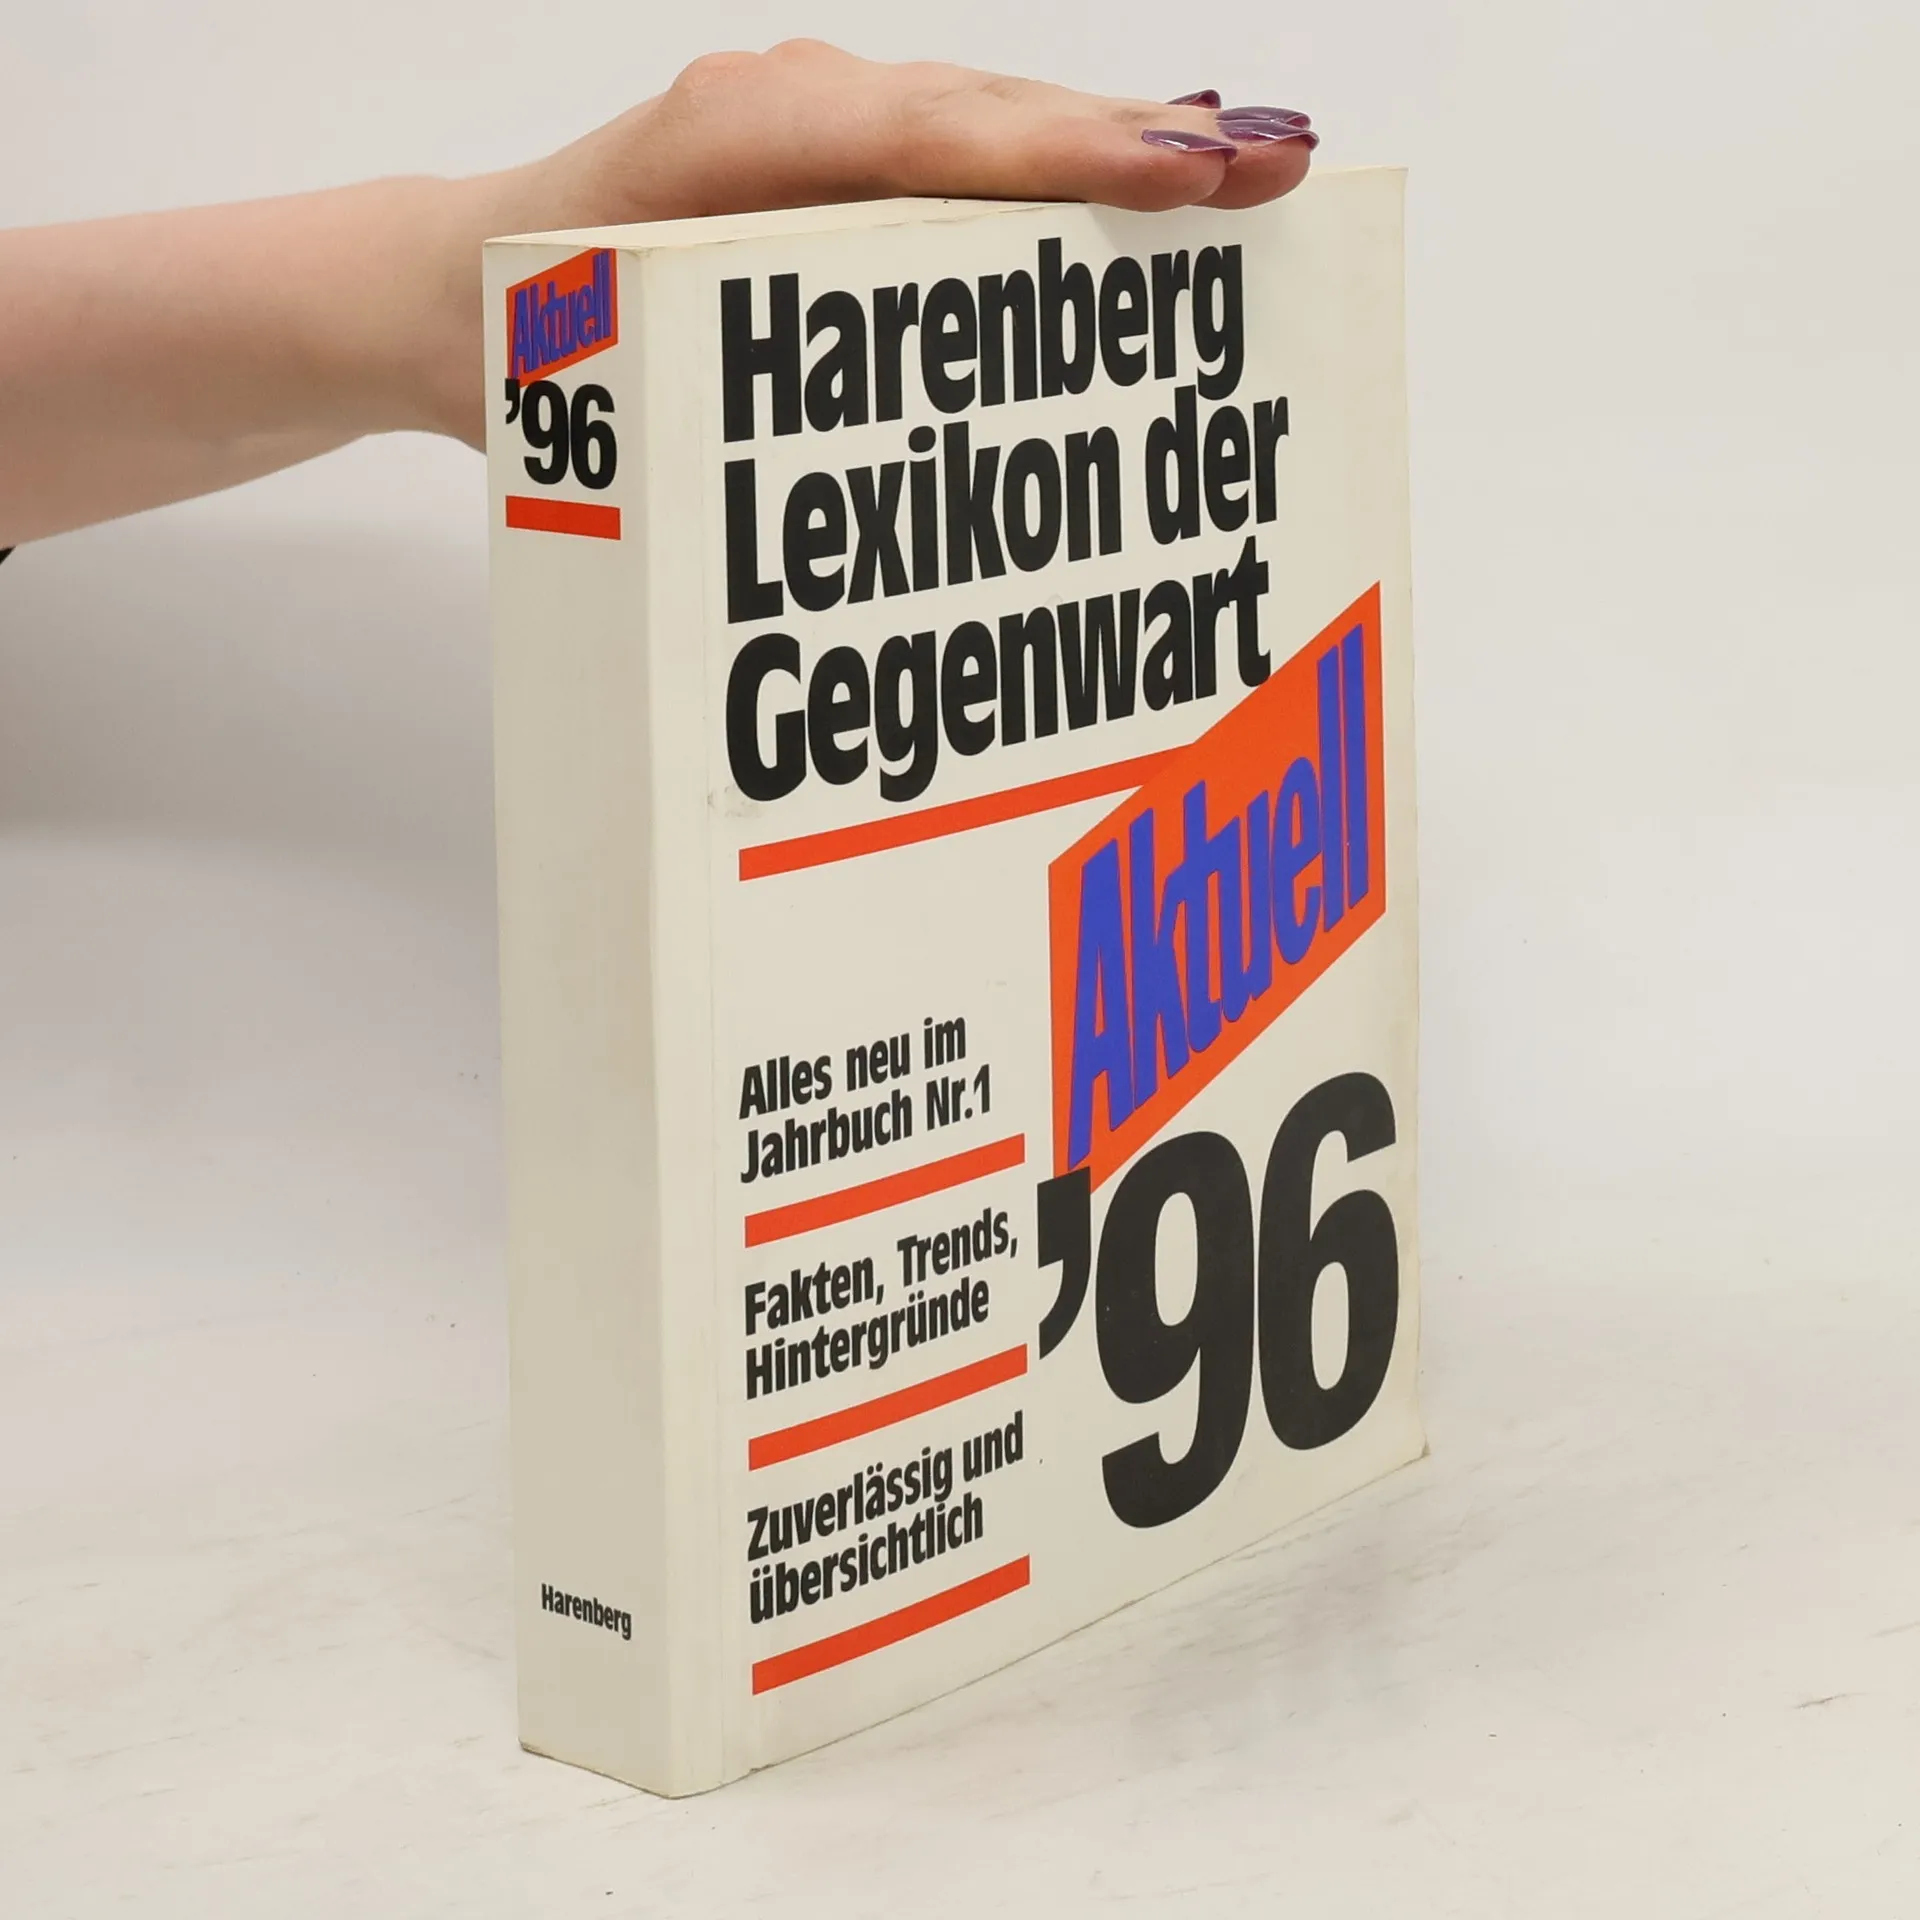 Aktuell
'96
Harenberg
Harenberg
Lexikon der
Gegenwart
Aktuell
'96
Alles neu im
Jahrbuch Nr.1
Fakten, Trends,
Hintergründe
Zuverlässig und
übersichtlich